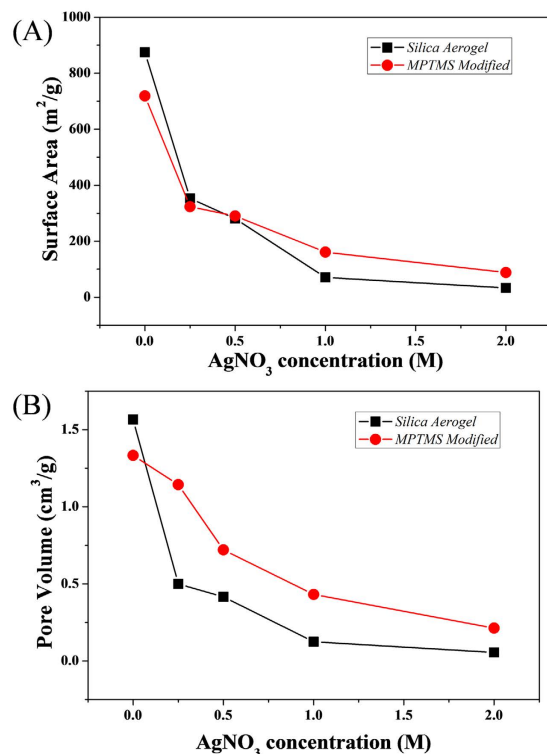 (A)
1000
800
600
400
200
0
Surface Area (m²/g)
Silica Aerogel
MPTMS Modified
0.0 0.5 1.0 1.5 2.0
AgNO₃ concentration (M)
(B)
1.5
1.0
0.5
0.0
Pore Volume (cm³/g)
Silica Aerogel
MPTMS Modified
0.0 0.5 1.0 1.5 2.0
AgNO₃ concentration (M)